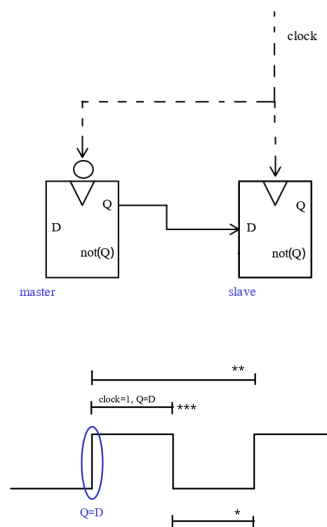 clock
Q
Q
D
D
not(Q)
not(Q)
master
slave
**
clock=1, Q=D
***
*
Q=D